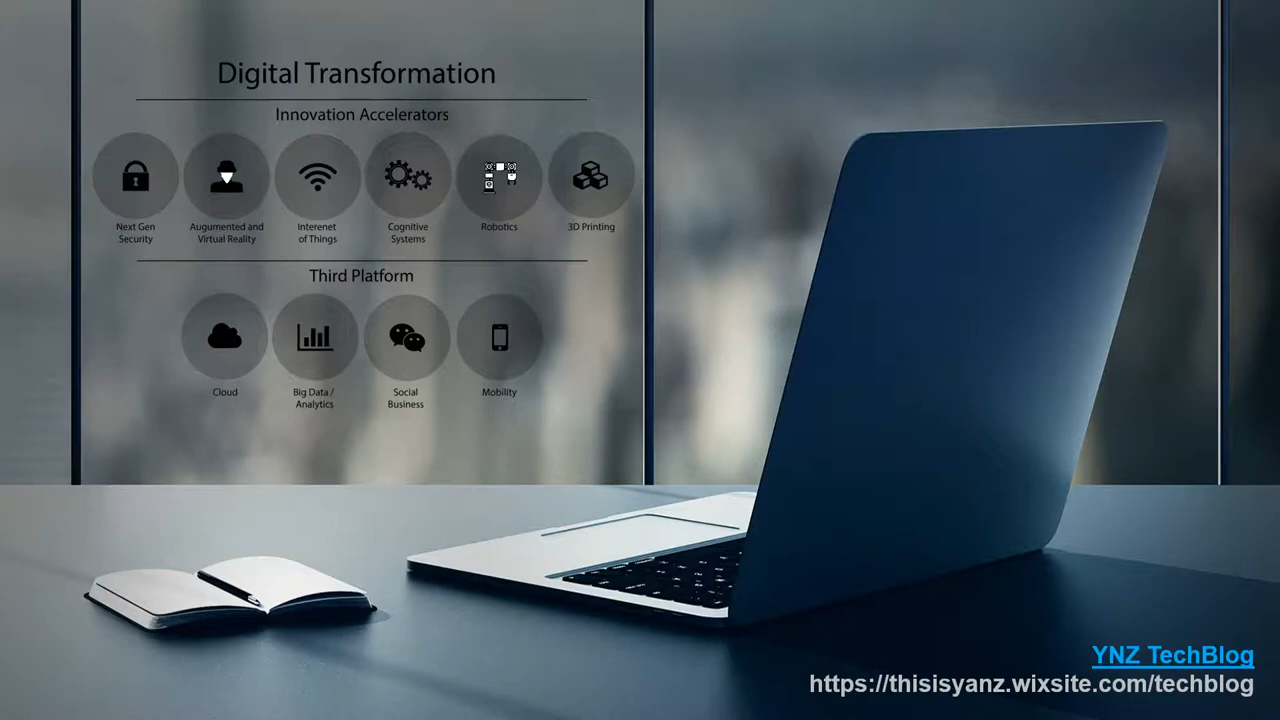 Digital Transformation
Innovation Accelerators
Next Gen
Security
Augumented and
Virtual Reality
Interenet
of Things
Cognitive
Systems
Robotics
3D Printing
Third Platform
Cloud
Big Data /
Analytics
Social
Business
Mobility
YNZ TechBlog
https://thisisyanz.wixsite.com/techblog